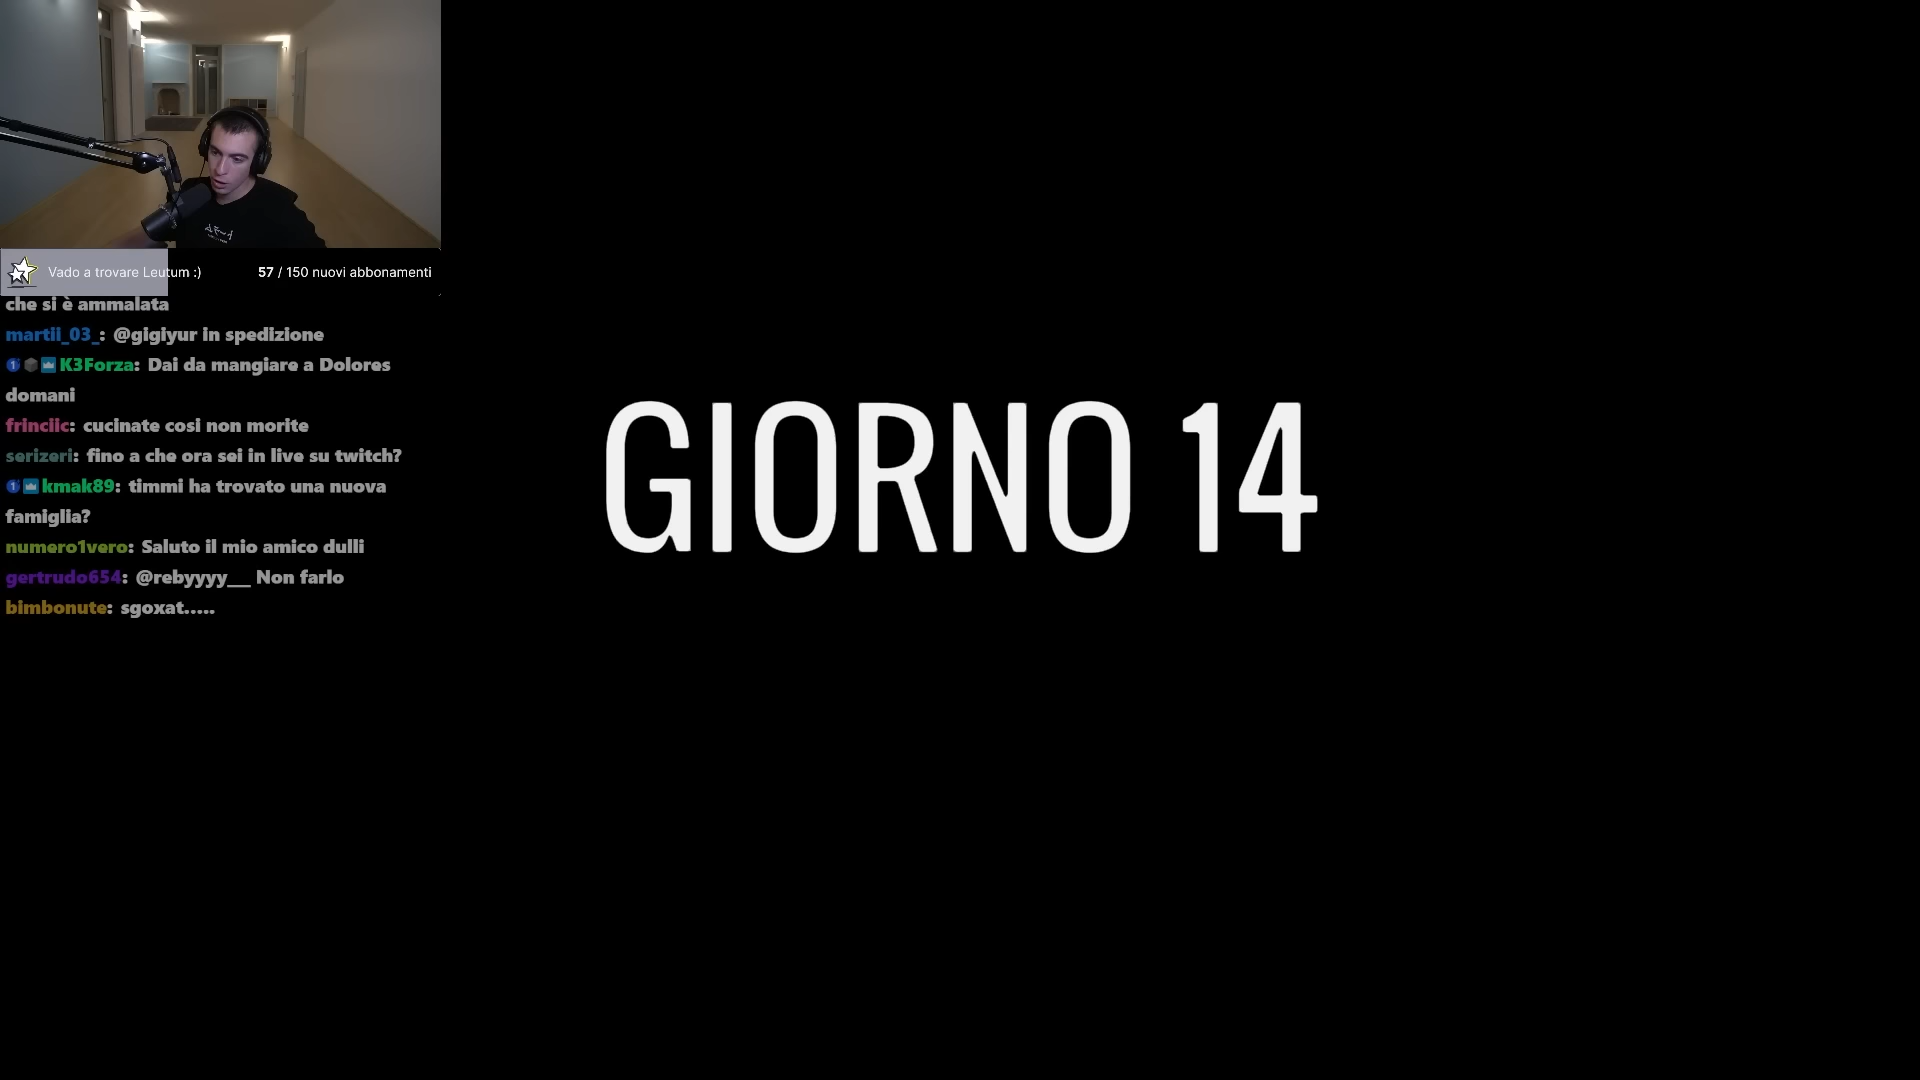 Vado a trovare Leutum :)
57 / 150 nuovi abbonamenti
che si è ammalata
martii_03_: @gigiyur in spedizione
K3Forza: Dai da mangiare a Dolores
domani
frinciic: cucinate cosi non morite
serizeri: fino a che ora sei in live su twitch?
kmak89: timmi ha trovato una nuova
famiglia?
numero1vero: Saluto il mio amico dulli
gertrudo654: @rebyyyy__ Non farlo
bimbonute: sgoxat.....
GIORNO 14